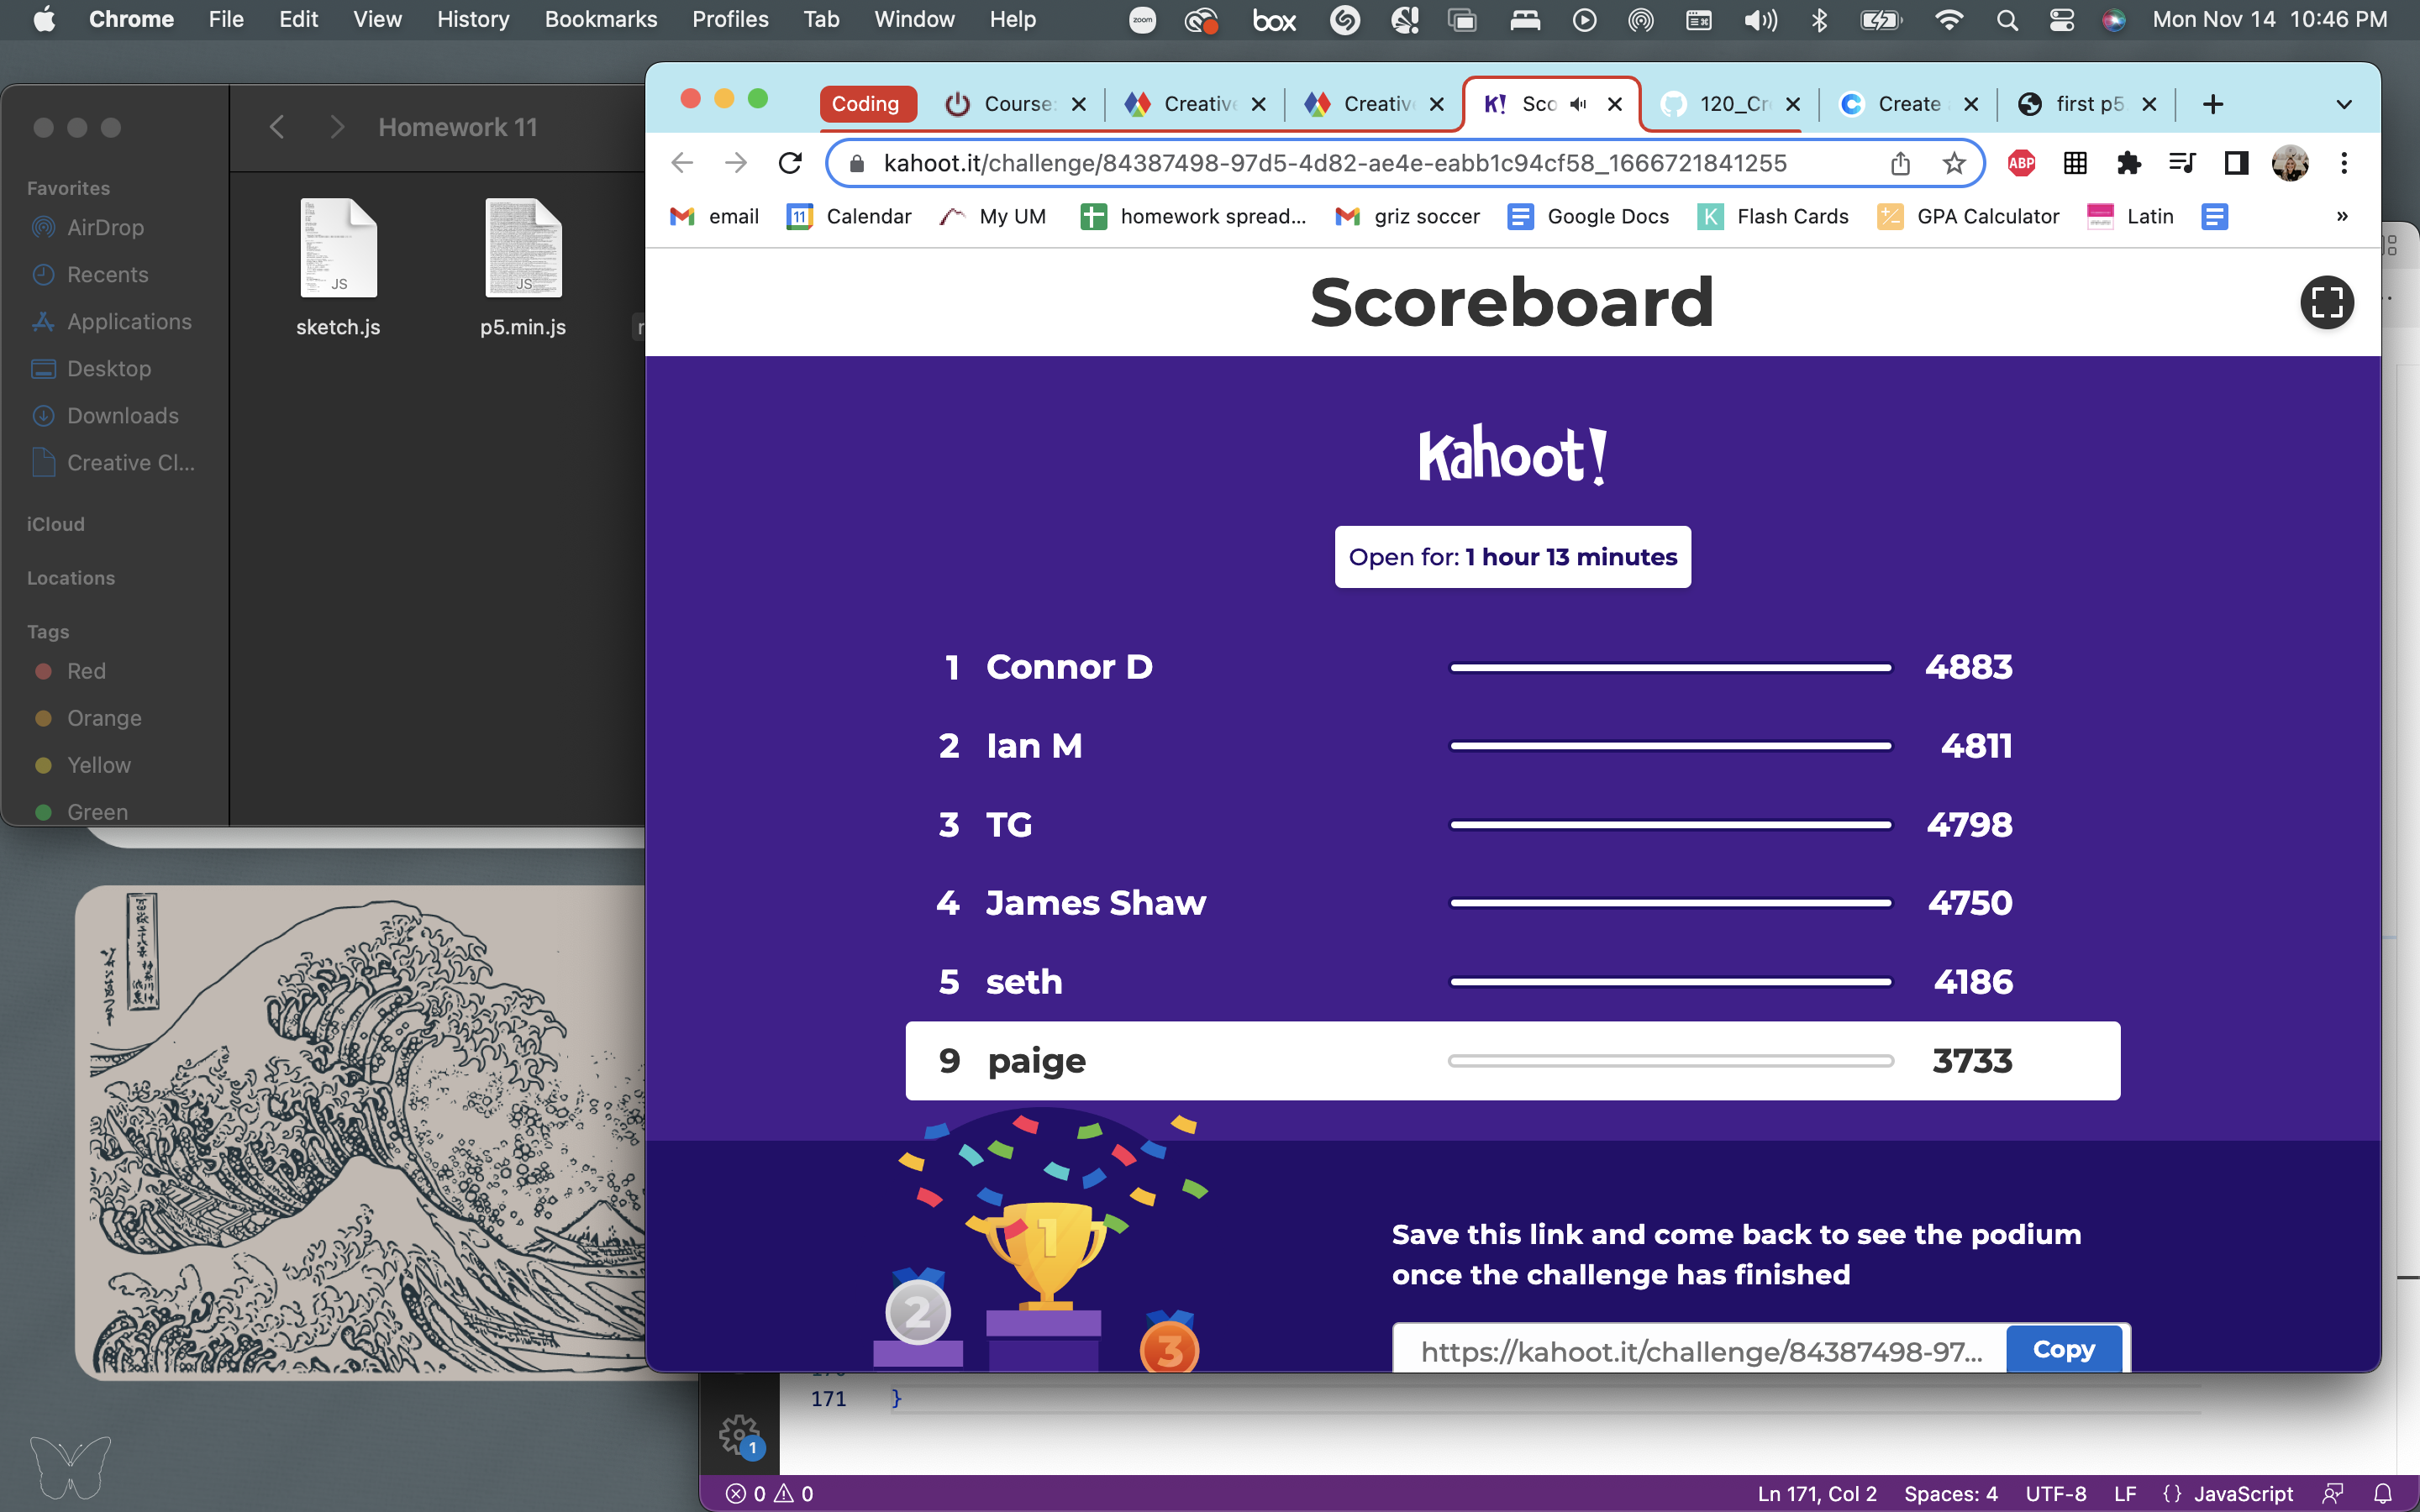 Chrome File Edit View History Bookmarks Profiles Tab Window Help zoom box Mon Nov 14 10:46 PM
Homework 11
Favorites
AirDrop
Recents
Applications
Desktop
Downloads
Creative Cl...
iCloud
Locations
Tags
Red
Orange
Yellow
Green
JS
sketch.js
JS
p5.min.js
Coding Course: Creative Creative K! Sco 120_Cr Create first p5
kahoot.it/challenge/84387498-97d5-4d82-ae4e-eabb1c94cf58_1666721841255 ABP
email 11 Calendar My UM homework spread... griz soccer Google Docs K Flash Cards GPA Calculator Latin »
Scoreboard
Kahoot!
Open for: 1 hour 13 minutes
1 Connor D 4883
2 Ian M 4811
3 TG 4798
4 James Shaw 4750
5 seth 4186
9 paige 3733
1
2
3
Save this link and come back to see the podium
once the challenge has finished
https://kahoot.it/challenge/84387498-97... Copy
171 }
1
0 0 Ln 171, Col 2 Spaces: 4 UTF-8 LF {} JavaScript